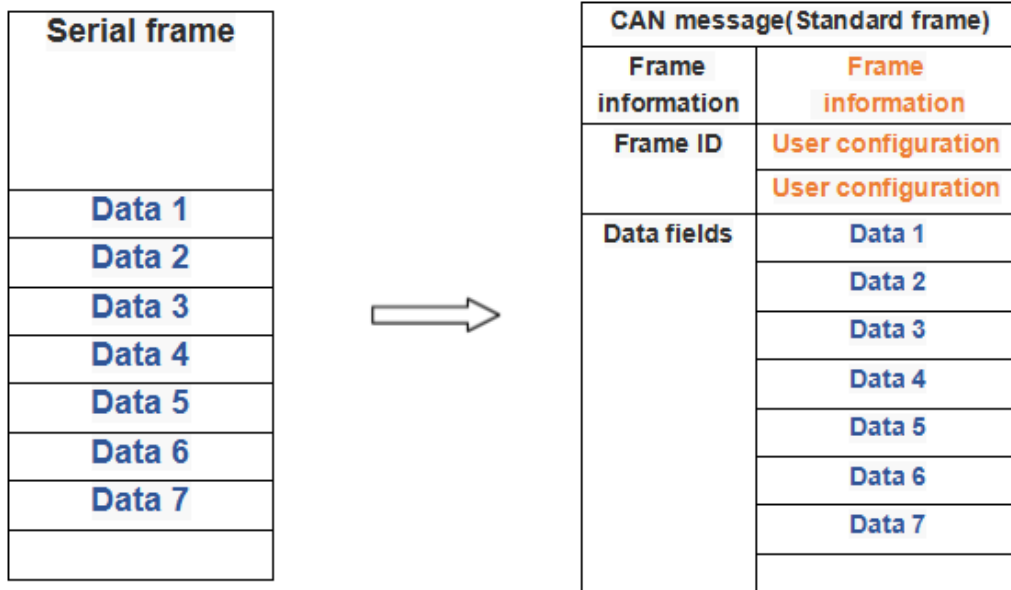 Serial frame
Data 1
Data 2
Data 3
Data 4
Data 5
Data 6
Data 7
CAN message(Standard frame)
Frame
information
Frame
information
Frame ID
User configuration
User configuration
Data fields
Data 1
Data 2
Data 3
Data 4
Data 5
Data 6
Data 7